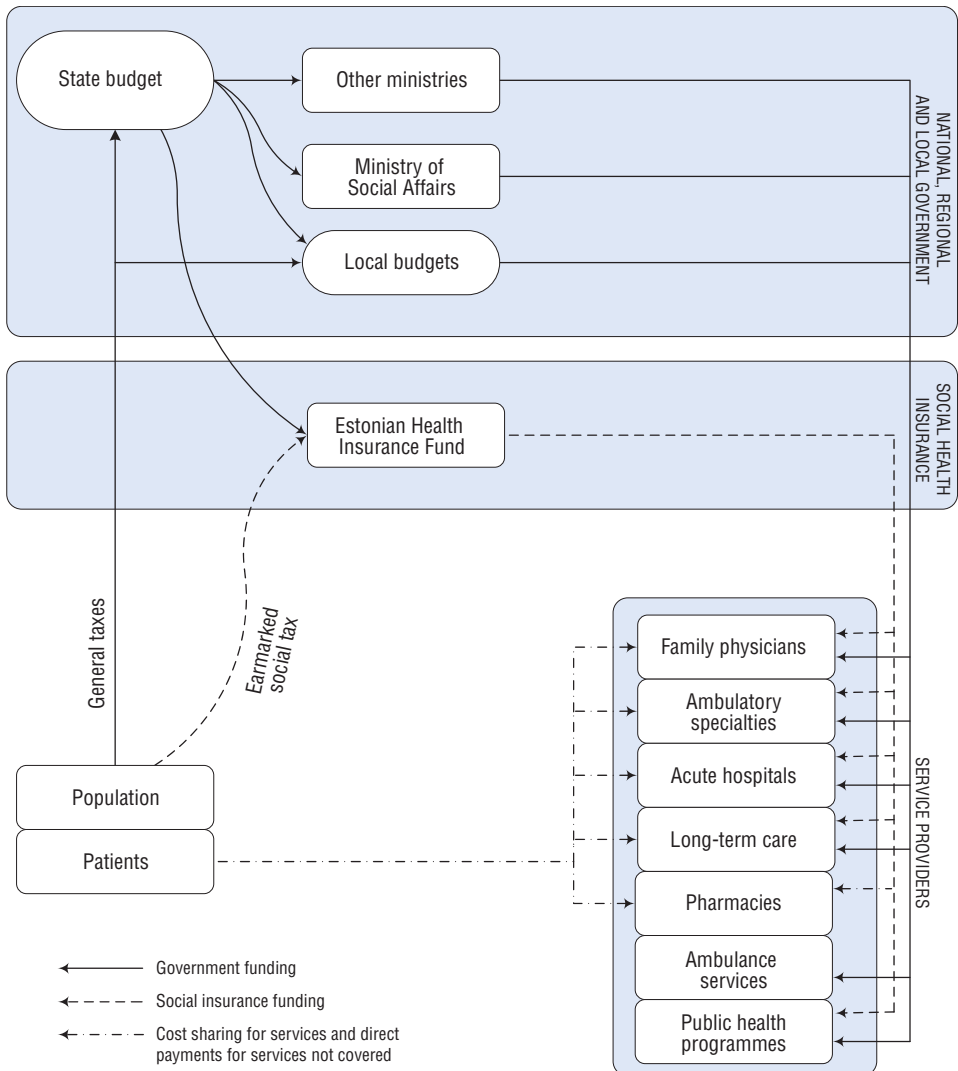 State budget
Other ministries
Ministry of
Social Affairs
Local budgets
NATIONAL, REGIONAL
AND LOCAL GOVERNMENT
Estonian Health
Insurance Fund
SOCIAL HEALTH
INSURANCE
General taxes
Earmarked
social tax
Population
Patients
Family physicians
Ambulatory
specialties
Acute hospitals
Long-term care
Pharmacies
Ambulance
services
Public health
programmes
SERVICE PROVIDERS
Government funding
Social insurance funding
Cost sharing for services and direct
payments for services not covered